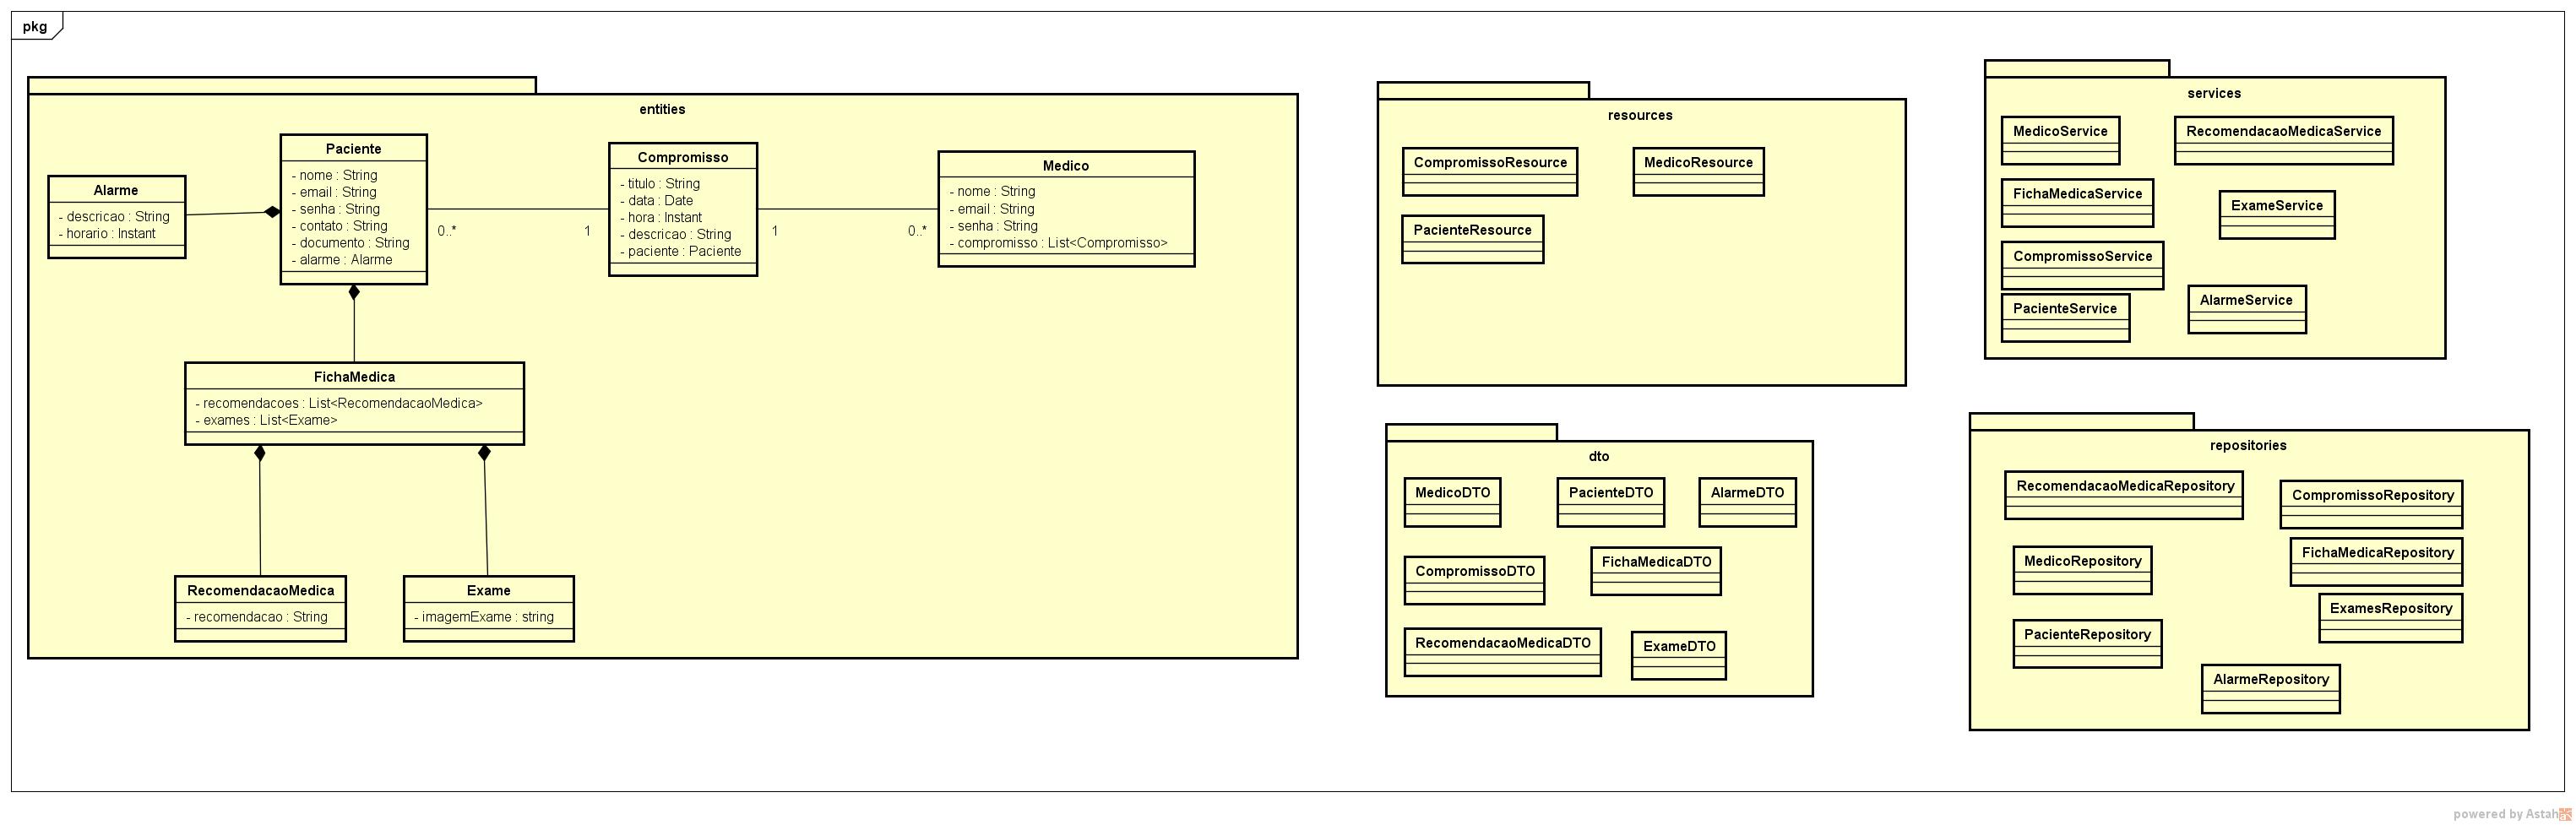 pkg
entities
Alarme
- descricao : String
- horario : Instant
Paciente
- nome : String
- email : String
- senha : String
- contato : String
- documento : String
- alarme : Alarme
0..*
1
Compromisso
- titulo : String
- data : Date
- hora : Instant
- descricao : String
- paciente : Paciente
1
0..*
Medico
- nome : String
- email : String
- senha : String
- compromisso : List<Compromisso>
FichaMedica
- recomendacoes : List<RecomendacaoMedica>
- exames : List<Exame>
RecomendacaoMedica
- recomendacao : String
Exame
- imagemExame : string
resources
CompromissoResource
MedicoResource
PacienteResource
services
MedicoService
RecomendacaoMedicaService
FichaMedicaService
ExameService
CompromissoService
AlarmeService
PacienteService
dto
MedicoDTO
PacienteDTO
AlarmeDTO
CompromissoDTO
FichaMedicaDTO
RecomendacaoMedicaDTO
ExameDTO
repositories
RecomendacaoMedicaRepository
CompromissoRepository
MedicoRepository
FichaMedicaRepository
ExamesRepository
PacienteRepository
AlarmeRepository
powered by Astah